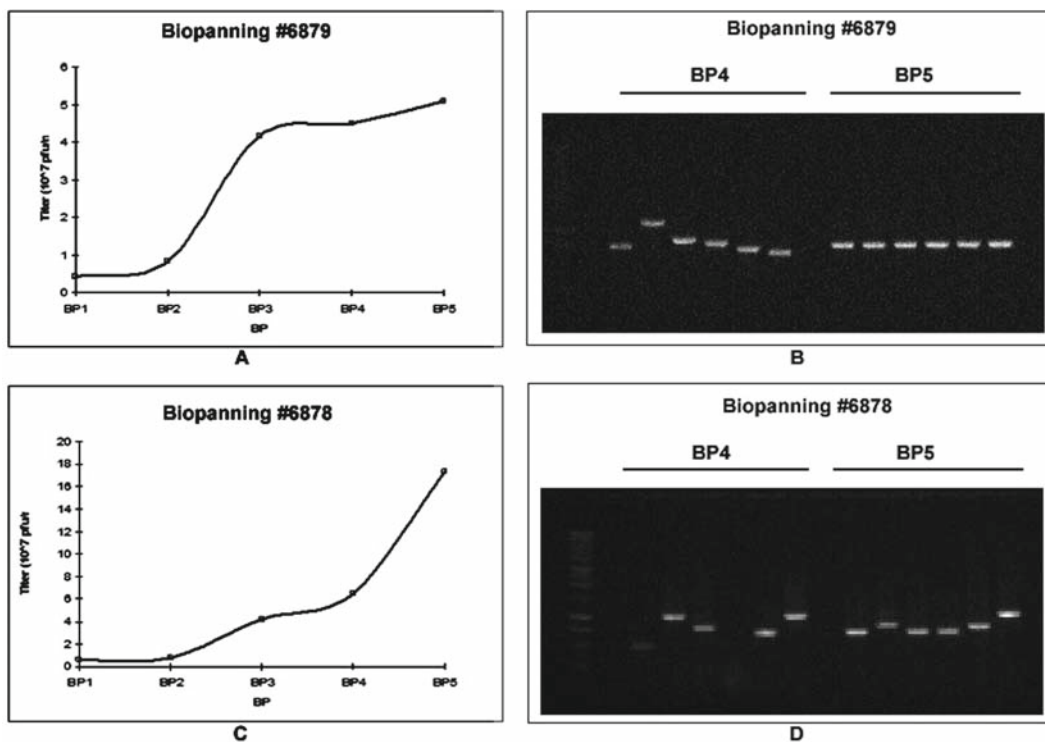 Biopanning #6879
6
5
4
3
2
1
0
Titer (10^7 pfu/r
BP1 BP2 BP3 BP4 BP5
BP
A
Biopanning #6879
BP4 BP5
B
Biopanning #6878
20
18
16
14
12
10
8
6
4
2
0
Titer (10^7 pfu/r
BP1 BP2 BP3 BP4 BP5
BP
C
Biopanning #6878
BP4 BP5
D